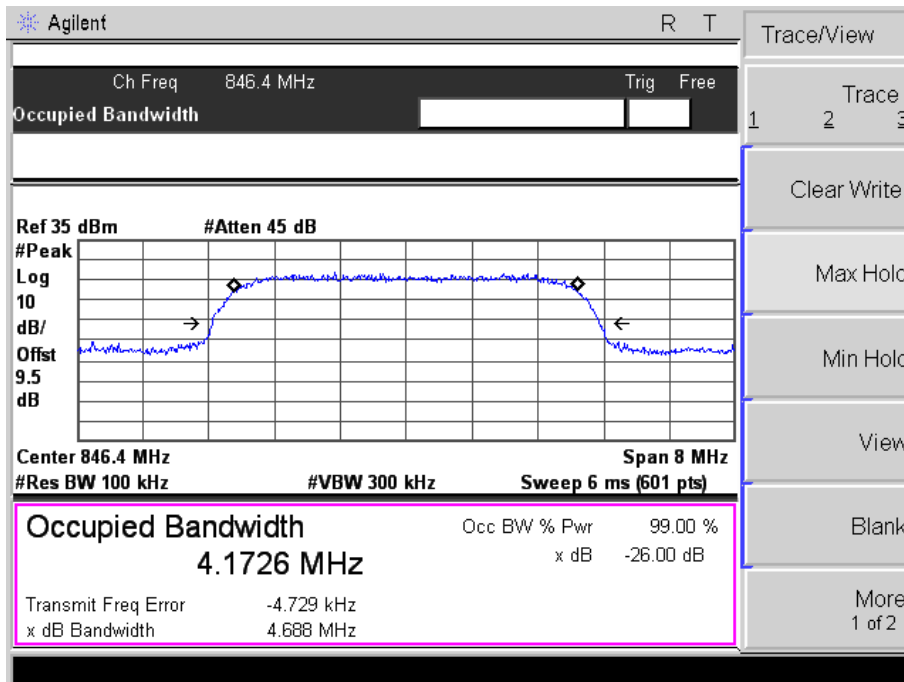 Agilent R T
Trace/View
Ch Freq 846.4 MHz Trig Free
Occupied Bandwidth
Trace
1 2 3
Clear Write
Max Hold
Min Hold
View
Blank
More
1 of 2
Ref 35 dBm #Atten 45 dB
#Peak
Log
10
dB/
Offst
9.5
dB
Center 846.4 MHz Span 8 MHz
#Res BW 100 kHz #VBW 300 kHz Sweep 6 ms (601 pts)
Occupied Bandwidth
4.1726 MHz
Occ BW % Pwr 99.00 %
x dB -26.00 dB
Transmit Freq Error -4.729 kHz
x dB Bandwidth 4.688 MHz